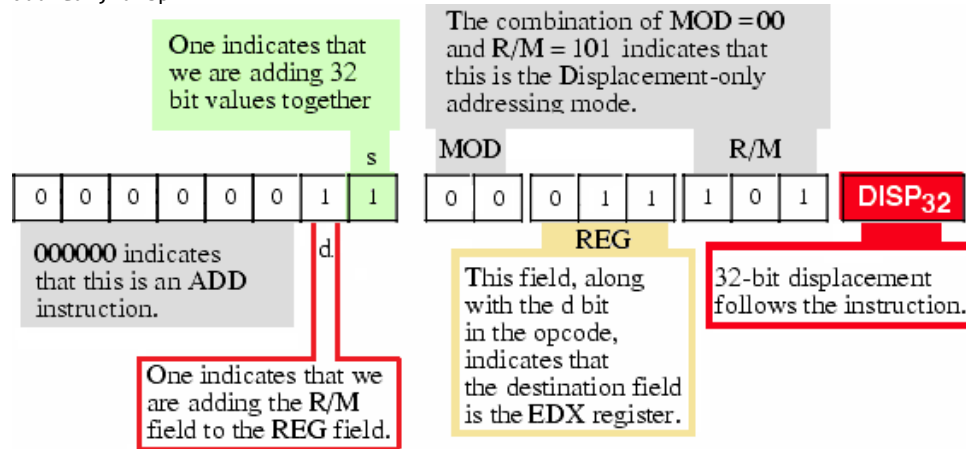 One indicates that
we are adding 32
bit values together
The combination of MOD = 00
and R/M = 101 indicates that
this is the Displacement-only
addressing mode.
s
MOD
R/M
0 0 0 0 0 0 1 1 0 0 0 1 1 1 0 1 DISP32
000000 indicates
that this is an ADD
instruction.
d
REG
This field, along
with the d bit
in the opcode,
indicates that
the destination field
is the EDX register.
32-bit displacement
follows the instruction.
One indicates that we
are adding the R/M
field to the REG field.